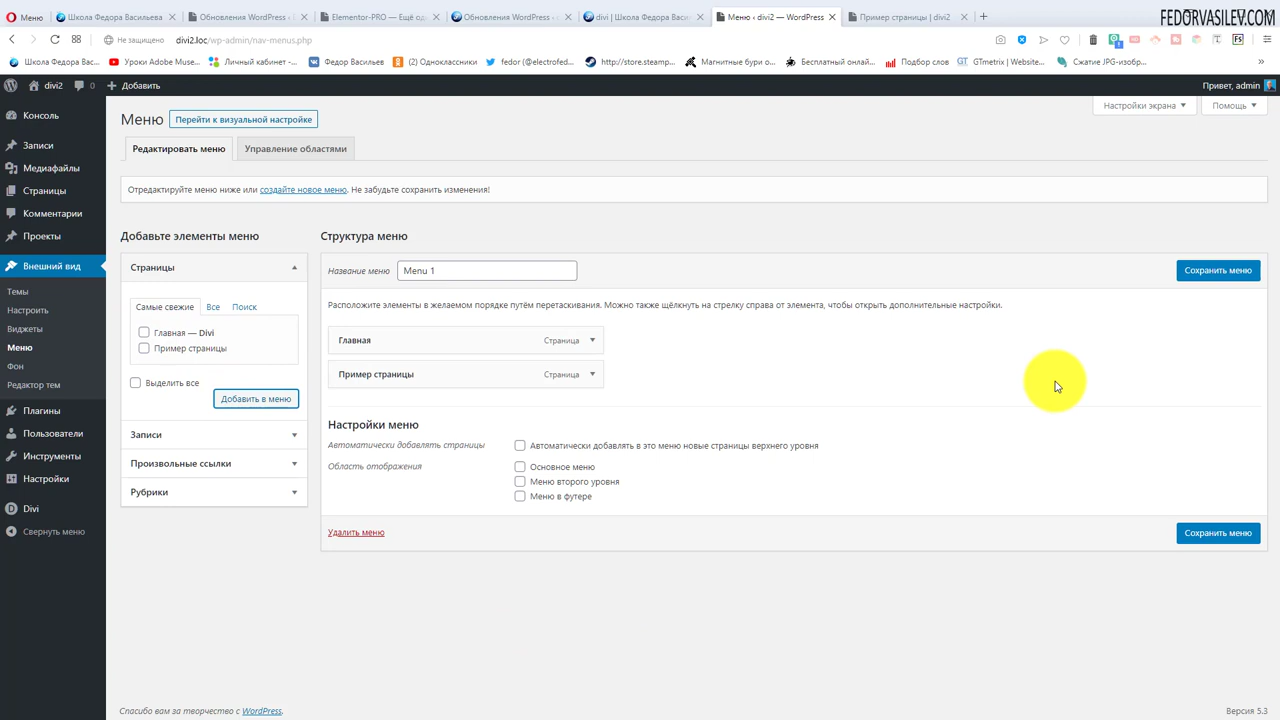 FEDORVASILEV.COM
Меню
Школа Федора Васильева
Обновления WordPress ‹
Elementor-PRO — Ещё од
Обновления WordPress ‹
divi | Школа Федора Вас
Меню ‹ divi2 — WordPress
Пример страницы | divi2
Не защищено
divi2.loc/wp-admin/nav-menus.php
Школа Федора Вас...
Уроки Adobe Muse...
Личный кабинет -...
Федор Васильев
(2) Одноклассники
fedor (@electrofed...
http://store.steamp...
Магнитные бури о...
Бесплатный онлай...
Подбор слов
GTmetrix | Website...
Сжатие JPG-изобр...
divi2
0
Добавить
Привет, admin
Консоль
Записи
Медиафайлы
Страницы
Комментарии
Проекты
Внешний вид
Темы
Настроить
Виджеты
Меню
Фон
Редактор тем
Плагины
Пользователи
Инструменты
Настройки
Divi
Свернуть меню
Настройки экрана
Помощь
Меню
Перейти к визуальной настройке
Редактировать меню
Управление областями
Отредактируйте меню ниже или создайте новое меню. Не забудьте сохранить изменения!
Добавьте элементы меню
Страницы
Самые свежие
Все
Поиск
Главная — Divi
Пример страницы
Выделить все
Добавить в меню
Записи
Произвольные ссылки
Рубрики
Структура меню
Название меню
Menu 1
Сохранить меню
Расположите элементы в желаемом порядке путём перетаскивания. Можно также щёлкнуть на стрелку справа от элемента, чтобы открыть дополнительные настройки.
Главная
Страница
Пример страницы
Страница
Настройки меню
Автоматически добавлять страницы
Автоматически добавлять в это меню новые страницы верхнего уровня
Область отображения
Основное меню
Меню второго уровня
Меню в футере
Удалить меню
Сохранить меню
Спасибо вам за творчество с WordPress.
Версия 5.3